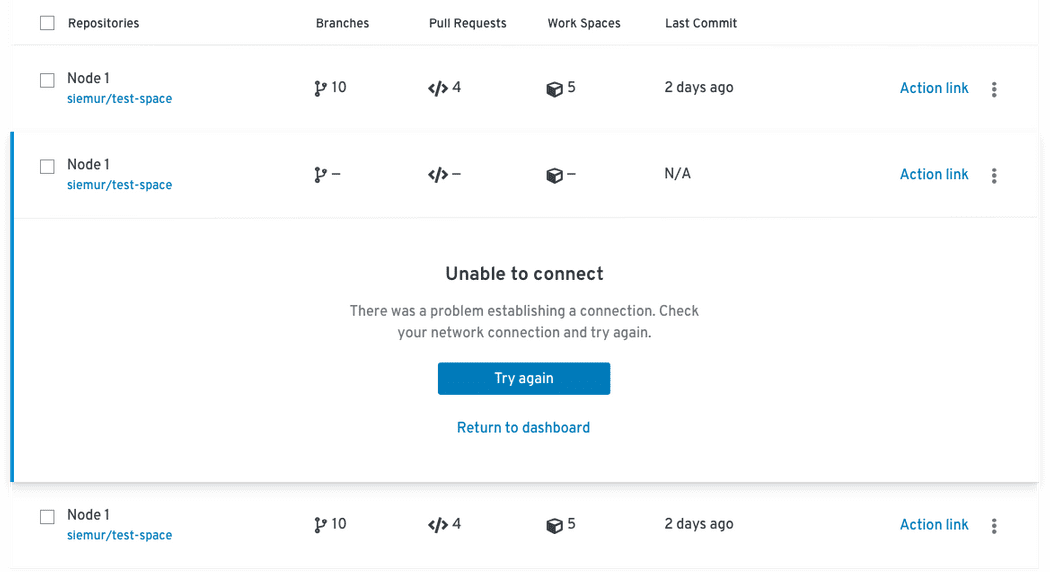 Repositories Branches Pull Requests Work Spaces Last Commit
Node 1
siemur/test-space
10 4 5 2 days ago Action link
Node 1
siemur/test-space
– – – N/A Action link
Unable to connect
There was a problem establishing a connection. Check
your network connection and try again.
Try again
Return to dashboard
Node 1
siemur/test-space
10 4 5 2 days ago Action link